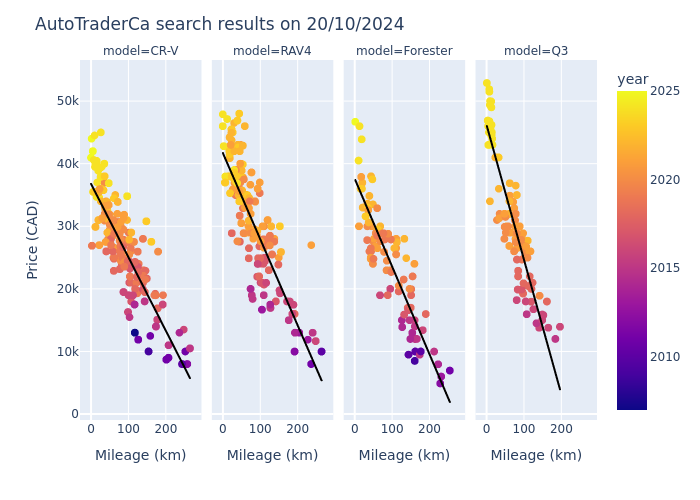 AutoTraderCa search results on 20/10/2024
model=CR-V model=RAV4 model=Forester model=Q3
year
2025
2020
2015
2010
Price (CAD)
50k
40k
30k
20k
10k
0
0 100 200 0 100 200 0 100 200 0 100 200
Mileage (km) Mileage (km) Mileage (km) Mileage (km)